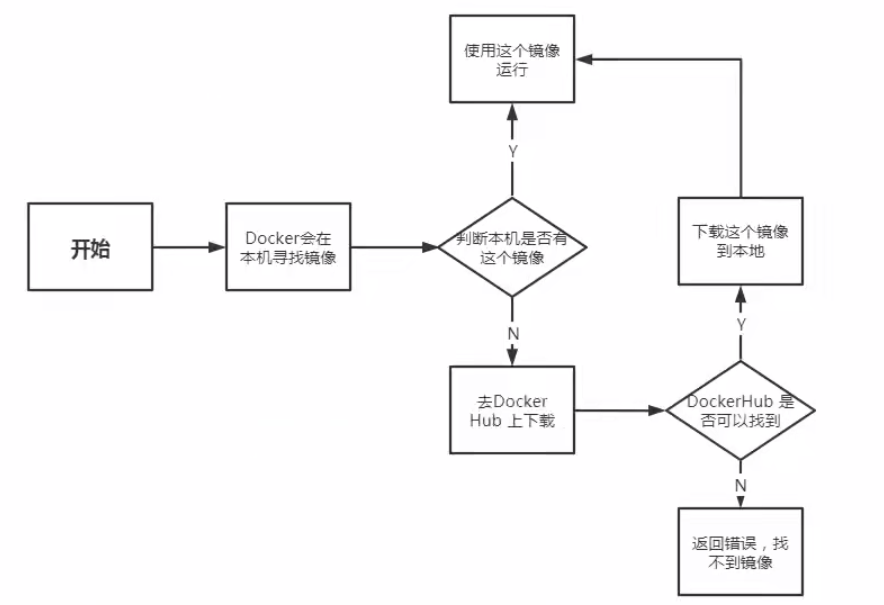 使用这个镜像
运行
Y
开始
Docker会在
本机寻找镜像
判断本机是否有
这个镜像
下载这个镜像
到本地
N
Y
去Docker
Hub 上下载
DockerHub 是
否可以找到
N
返回错误，找
不到镜像